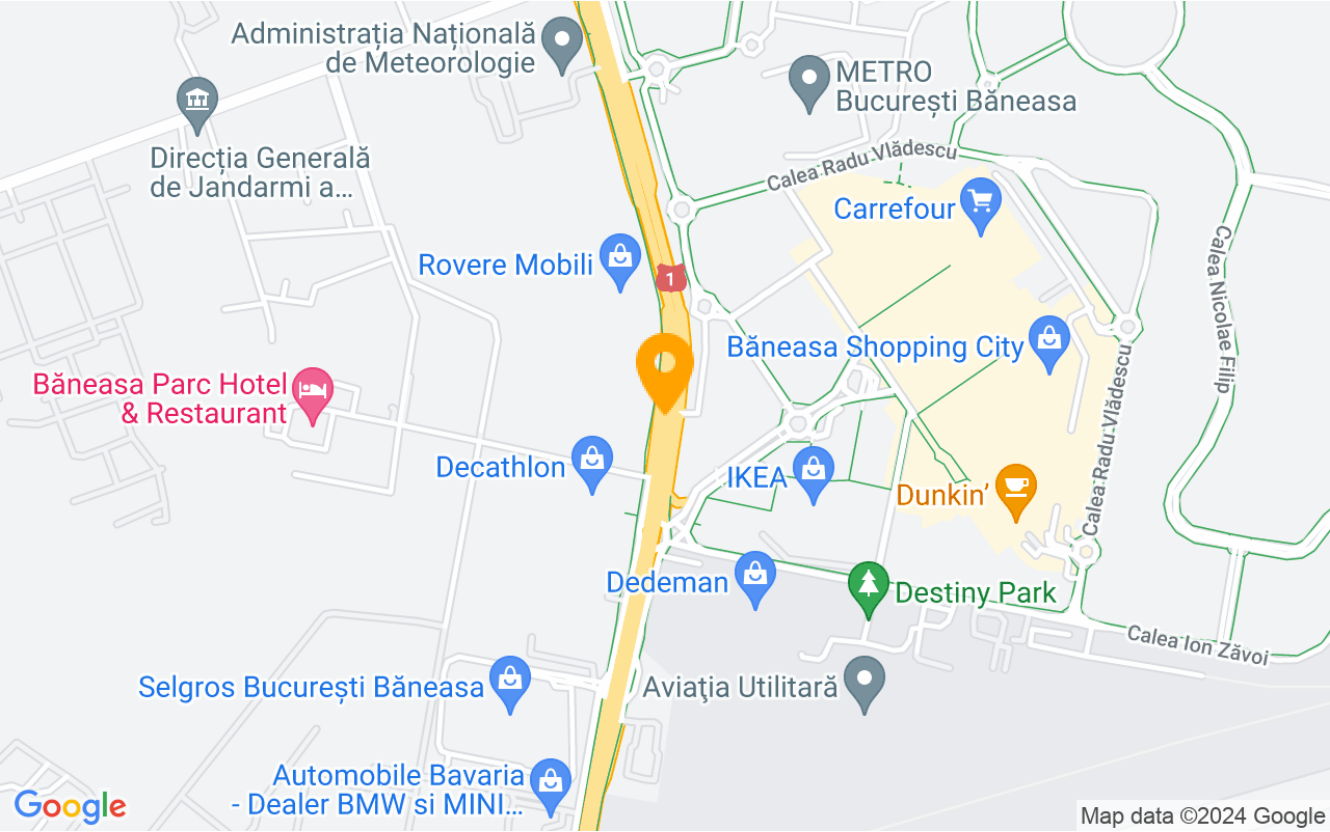 Administrația Națională
de Meteorologie
METRO
București Băneasa
Direcția Generală
de Jandarmi a...
Calea Radu Vlădescu
Carrefour
Rovere Mobili
1
Calea Nicolae Filip
Băneasa Shopping City
Băneasa Parc Hotel
& Restaurant
Calea Radu Vlădescu
Decathlon
IKEA
Dunkin’
Dedeman
Destiny Park
Calea Ion Zăvoi
Selgros București Băneasa
Aviaţia Utilitară
Automobile Bavaria
- Dealer BMW si MINI...
Google
Map data ©2024 Google